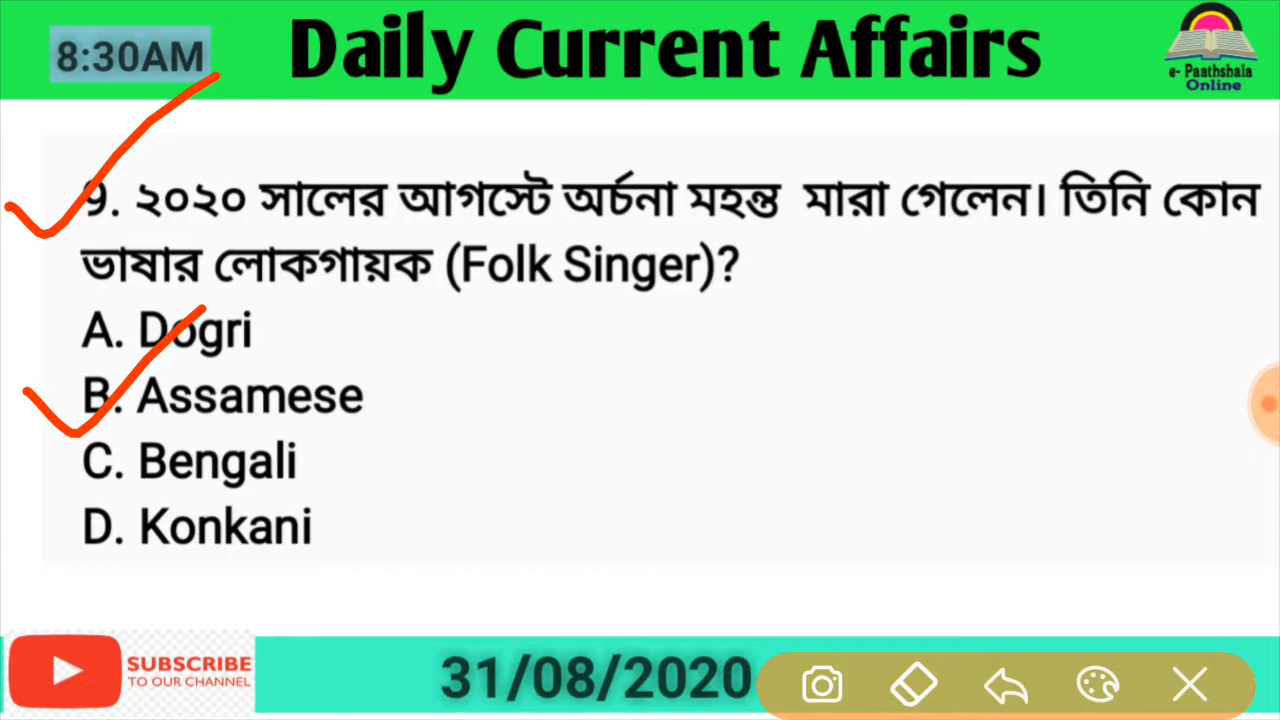 8:30AM
Daily Current Affairs
e- Paathshala
Online
9. ২০২০ সালের আগস্টে অর্চনা মহন্ত মারা গেলেন। তিনি কোন
ভাষার লোকগায়ক (Folk Singer)?
A. Dogri
B. Assamese
C. Bengali
D. Konkani
SUBSCRIBE
TO OUR CHANNEL
31/08/2020